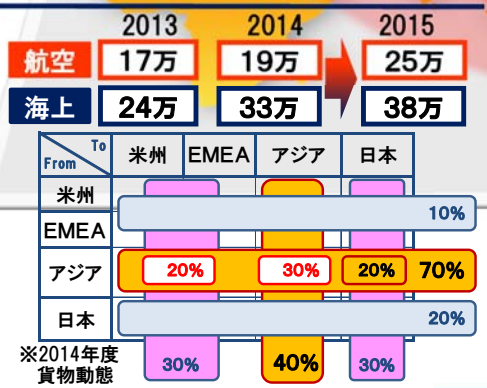 2013 2014 2015
航空 17万 19万 25万
海上 24万 33万 38万
To
From 米州 EMEA アジア 日本
米州
10%
EMEA
アジア 20% 30% 20% 70%
日本 20%
※2014年度
貨物動態 30% 40% 30%